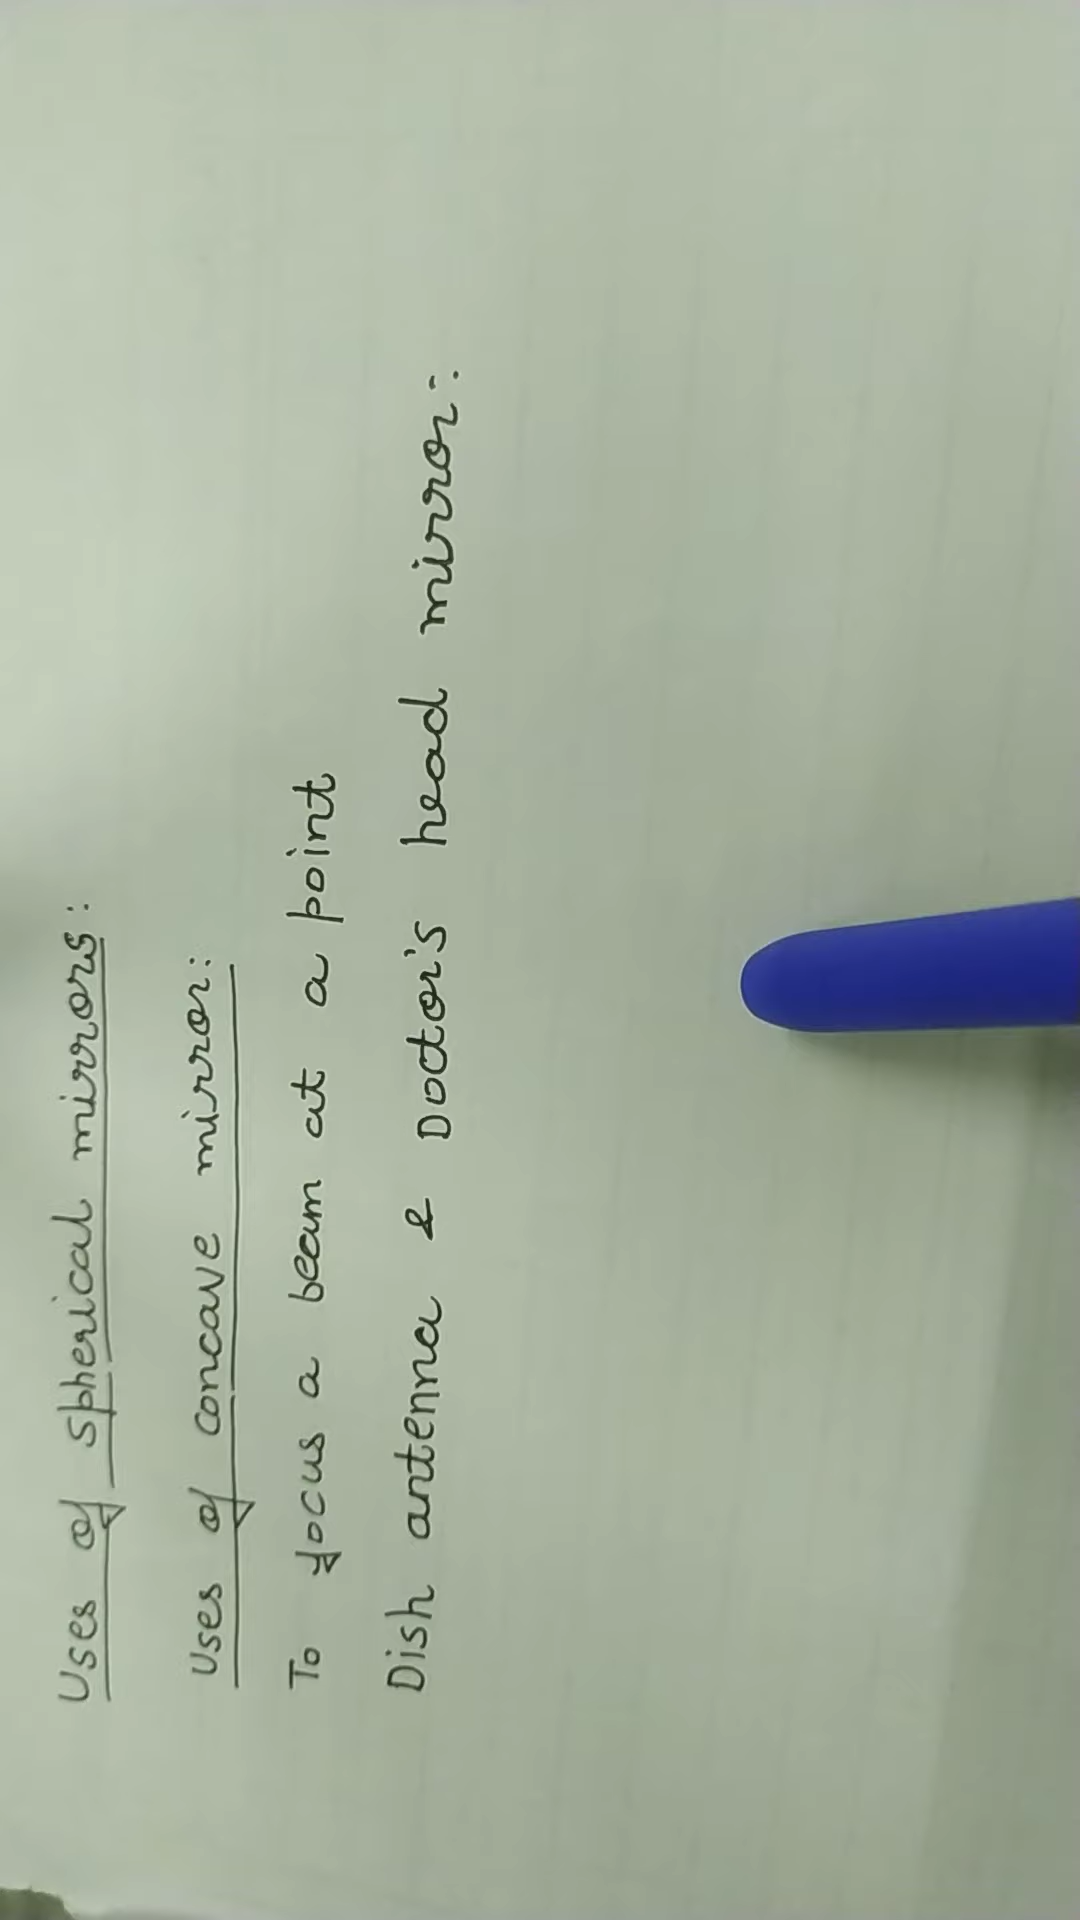 Uses of spherical mirrors:
Uses of concave mirror:
To focus a beam at a point
Dish antenna & Doctor's head mirror: